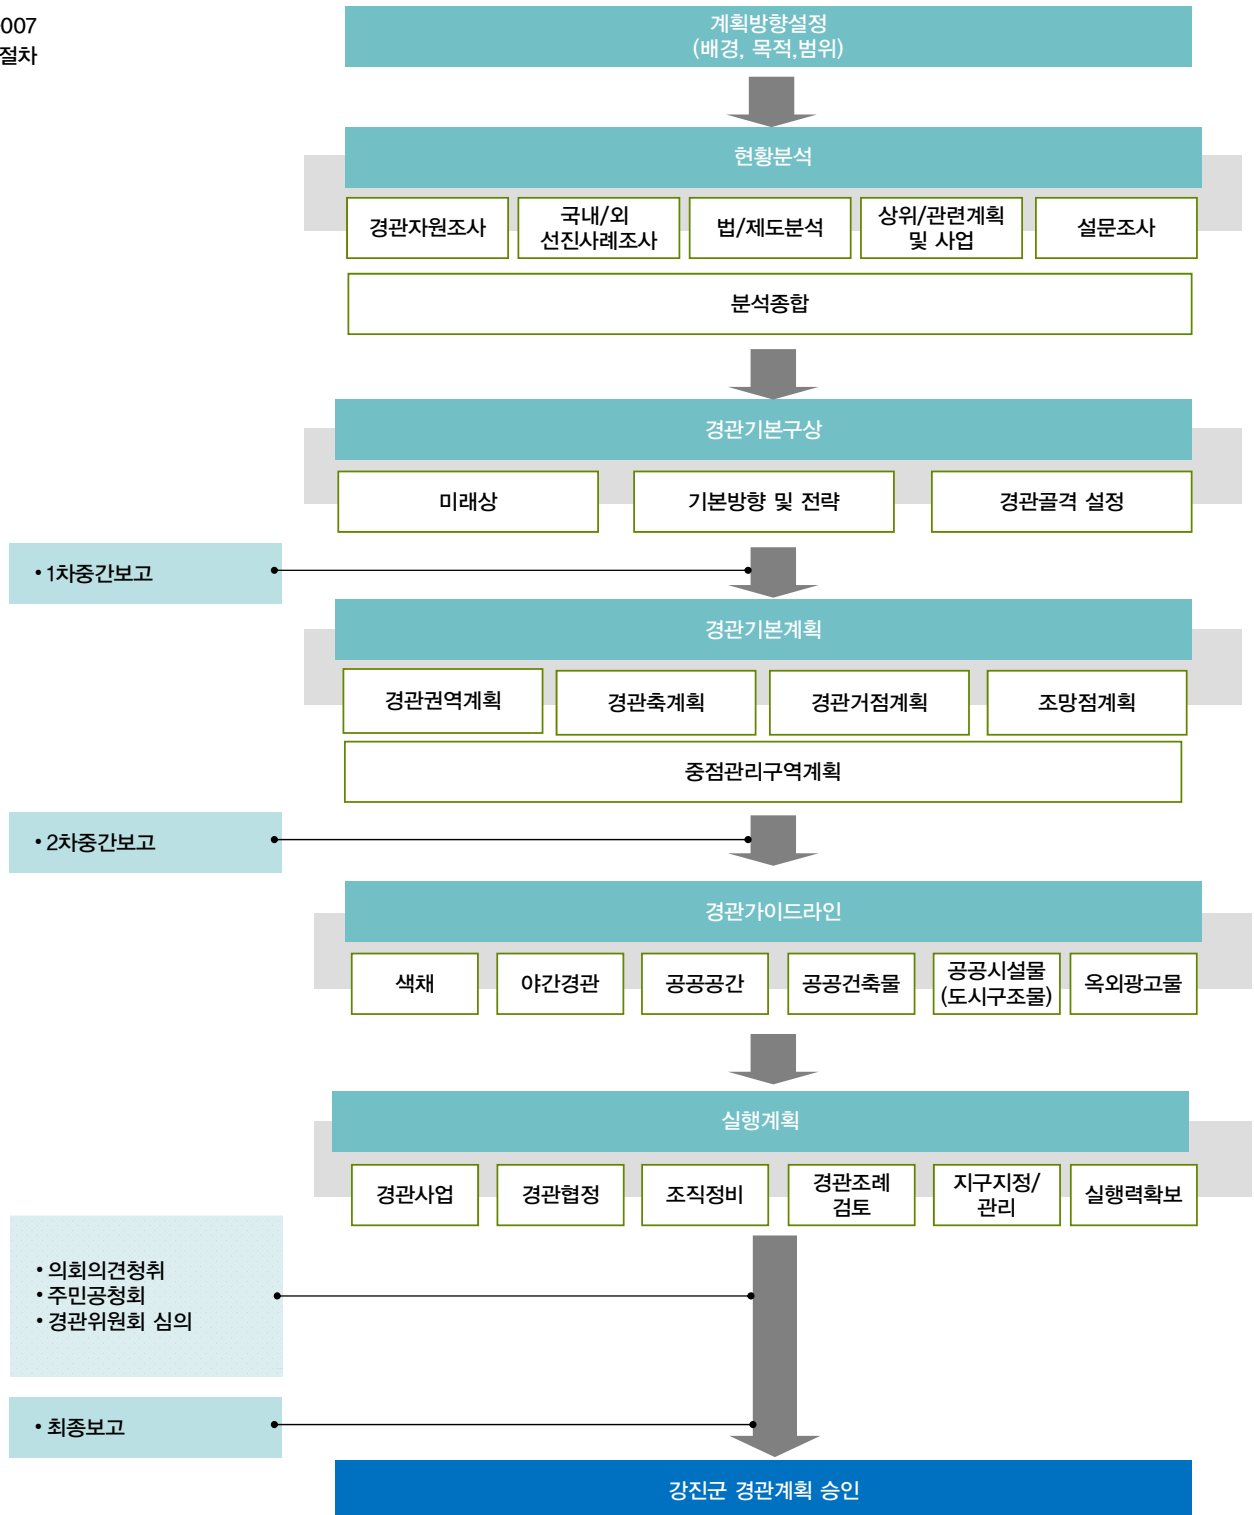 007
절차
계획방향설정
(배경, 목적,범위)
현황분석
경관자원조사
국내/외
선진사례조사
법/제도분석
상위/관련계획
및 사업
설문조사
분석종합
경관기본구상
미래상
기본방향 및 전략
경관골격 설정
• 1차중간보고
경관기본계획
경관권역계획
경관축계획
경관거점계획
조망점계획
중점관리구역계획
• 2차중간보고
경관가이드라인
색채
야간경관
공공공간
공공건축물
공공시설물
(도시구조물)
옥외광고물
실행계획
경관사업
경관협정
조직정비
경관조례
검토
지구지정/
관리
실행력확보
• 의회의견청취
• 주민공청회
• 경관위원회 심의
• 최종보고
강진군 경관계획 승인